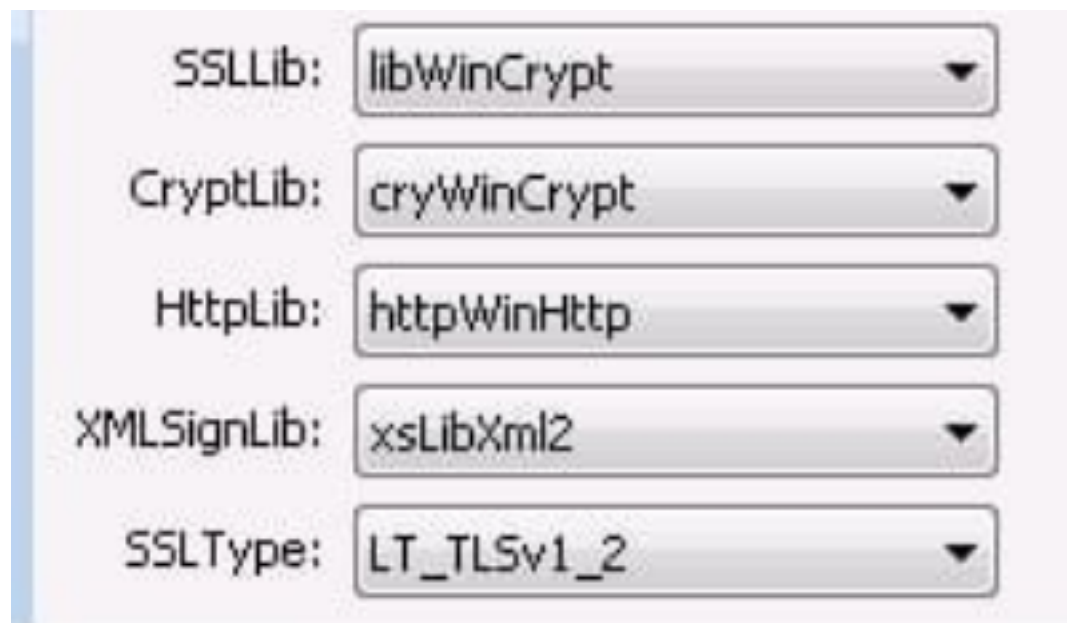 SSLLib: libWinCrypt
CryptLib: cryWinCrypt
HttpLib: httpWinHttp
XMLSignLib: xsLibXml2
SSLType: LT_TLSv1_2